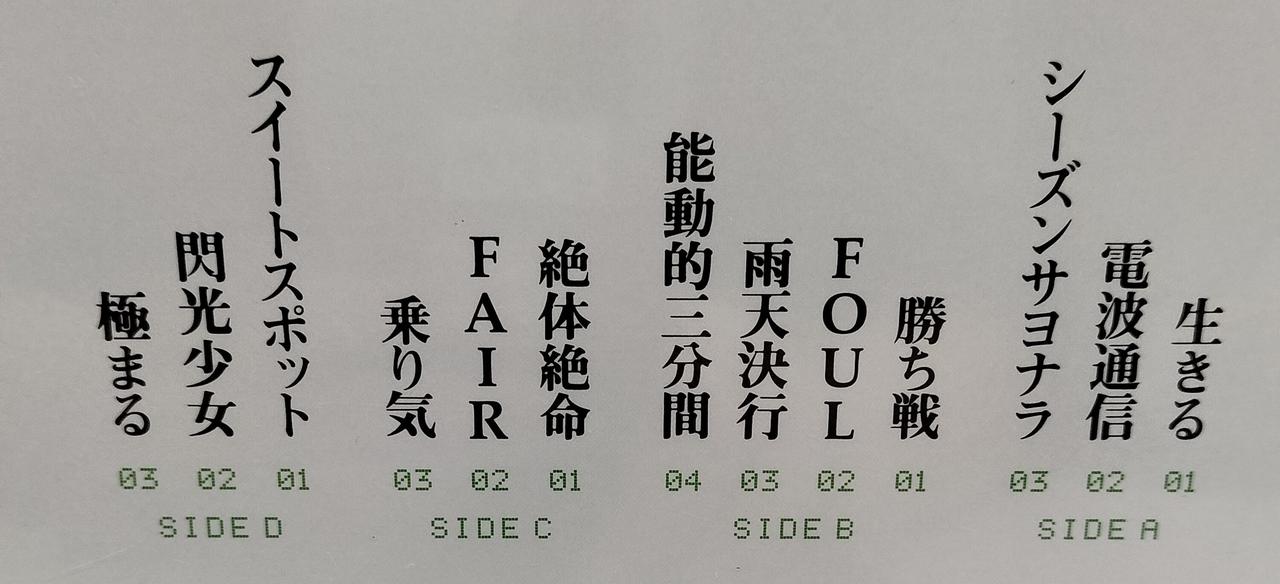 生きる
01
電波通信
02
シーズンサヨナラ
03
SIDE A
勝ち戦
01
FOUL
02
雨天決行
03
能動的三分間
04
SIDE B
絶体絶命
01
FAIR
02
乗り気
03
SIDE C
スイートスポット
01
閃光少女
02
極まる
03
SIDE D